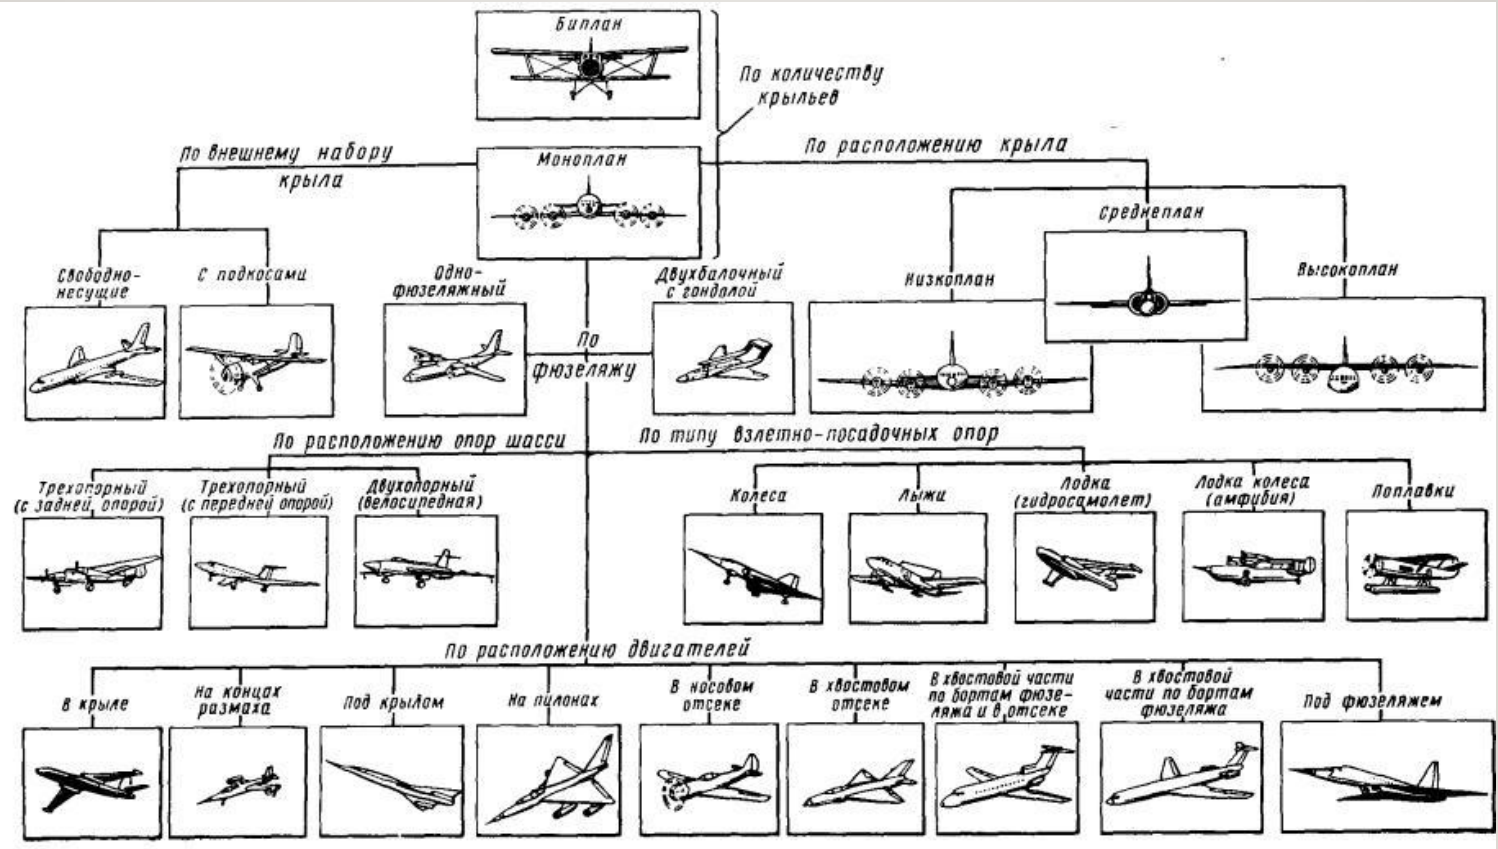 Биплан
По количеству
крыльев
По внешнему набору
крыла
Моноплан
По расположению крыла
Свободно-
несущие
С подкосами
Одно-
фюзеляжный
Двухбалочный
с гондолой
Низкоплан
Среднеплан
Высокоплан
По
фюзеляжу
По расположению опор шасси
По типу взлетно-посадочных опор
Трехопорный
(с задней опорой)
Трехопорный
(с передней опорой)
Двухопорный
(велосипедная)
Колеса
Лыжи
Лодка
(гидросамолет)
Лодка колеса
(амфибия)
Поплавки
По расположению двигателей
В крыле
На концах
размаха
Под крылом
На пилонах
В носовом
отсеке
В хвостовом
отсеке
В хвостовой части
по бортам фюзе-
ляжа и в отсеке
В хвостовой
части по бортам
фюзеляжа
Под фюзеляжем